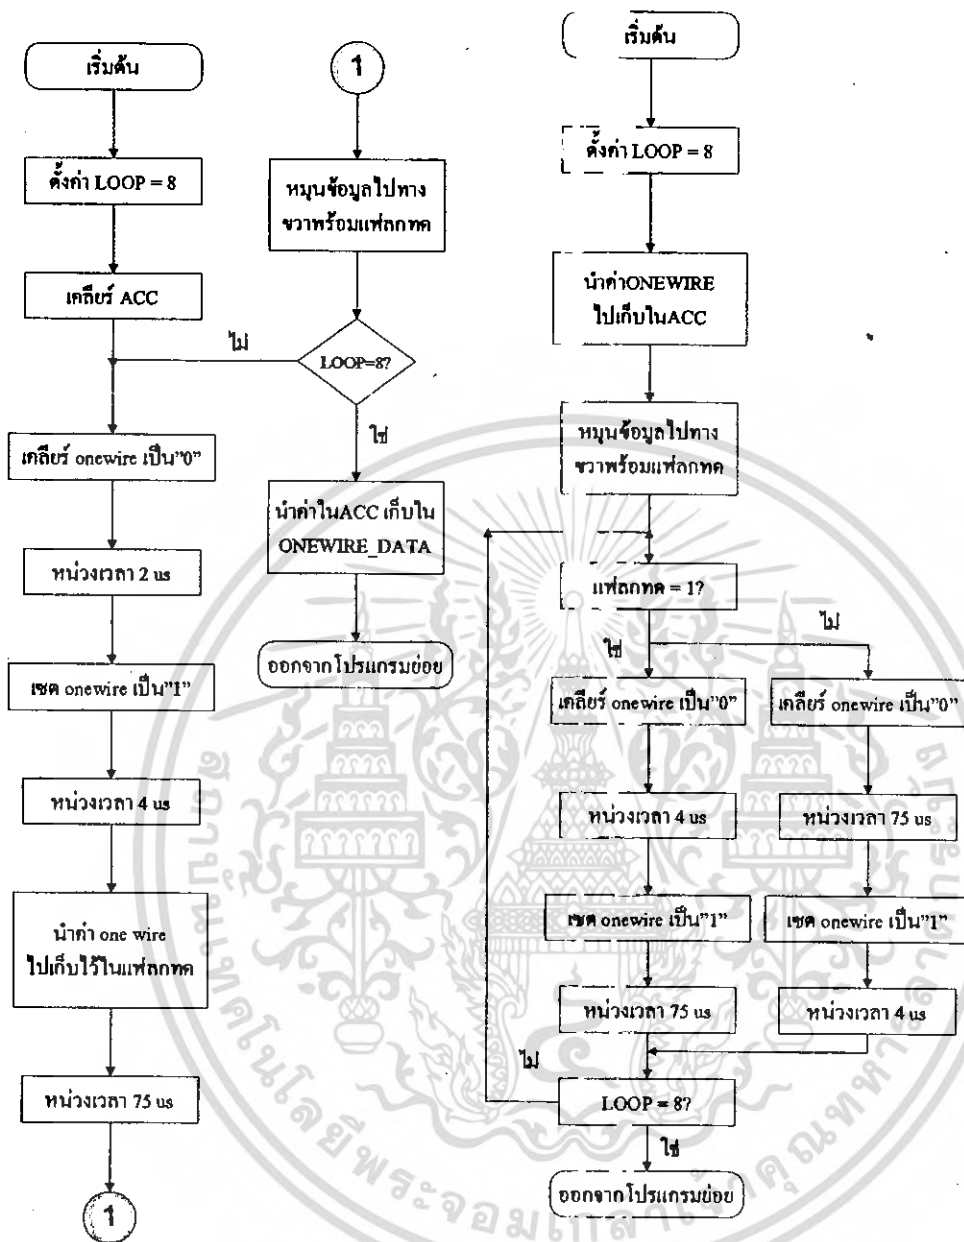 เริ่มต้น
ตั้งค่า LOOP = 8
เคลียร์ ACC
เคลียร์ onewire เป็น"0"
หน่วงเวลา 2 us
เซต onewire เป็น"1"
หน่วงเวลา 4 us
นำค่า one wire
ไปเก็บไว้ในแฟลกทด
หน่วงเวลา 75 us
1
1
หมุนข้อมูลไปทาง
ขวาพร้อมแฟลกทด
LOOP=8?
ไม่
ใช่
นำค่าในACC เก็บใน
ONEWIRE_DATA
ออกจากโปรแกรมย่อย
เริ่มต้น
ตั้งค่า LOOP = 8
นำค่าONEWIRE
ไปเก็บในACC
หมุนข้อมูลไปทาง
ขวาพร้อมแฟลกทด
แฟลกทด = 1?
ใช่
ไม่
เคลียร์ onewire เป็น"0"
เคลียร์ onewire เป็น"0"
หน่วงเวลา 4 us
หน่วงเวลา 75 us
เซต onewire เป็น"1"
เซต onewire เป็น"1"
หน่วงเวลา 75 us
หน่วงเวลา 4 us
ไม่
LOOP = 8?
ใช่
ออกจากโปรแกรมย่อย